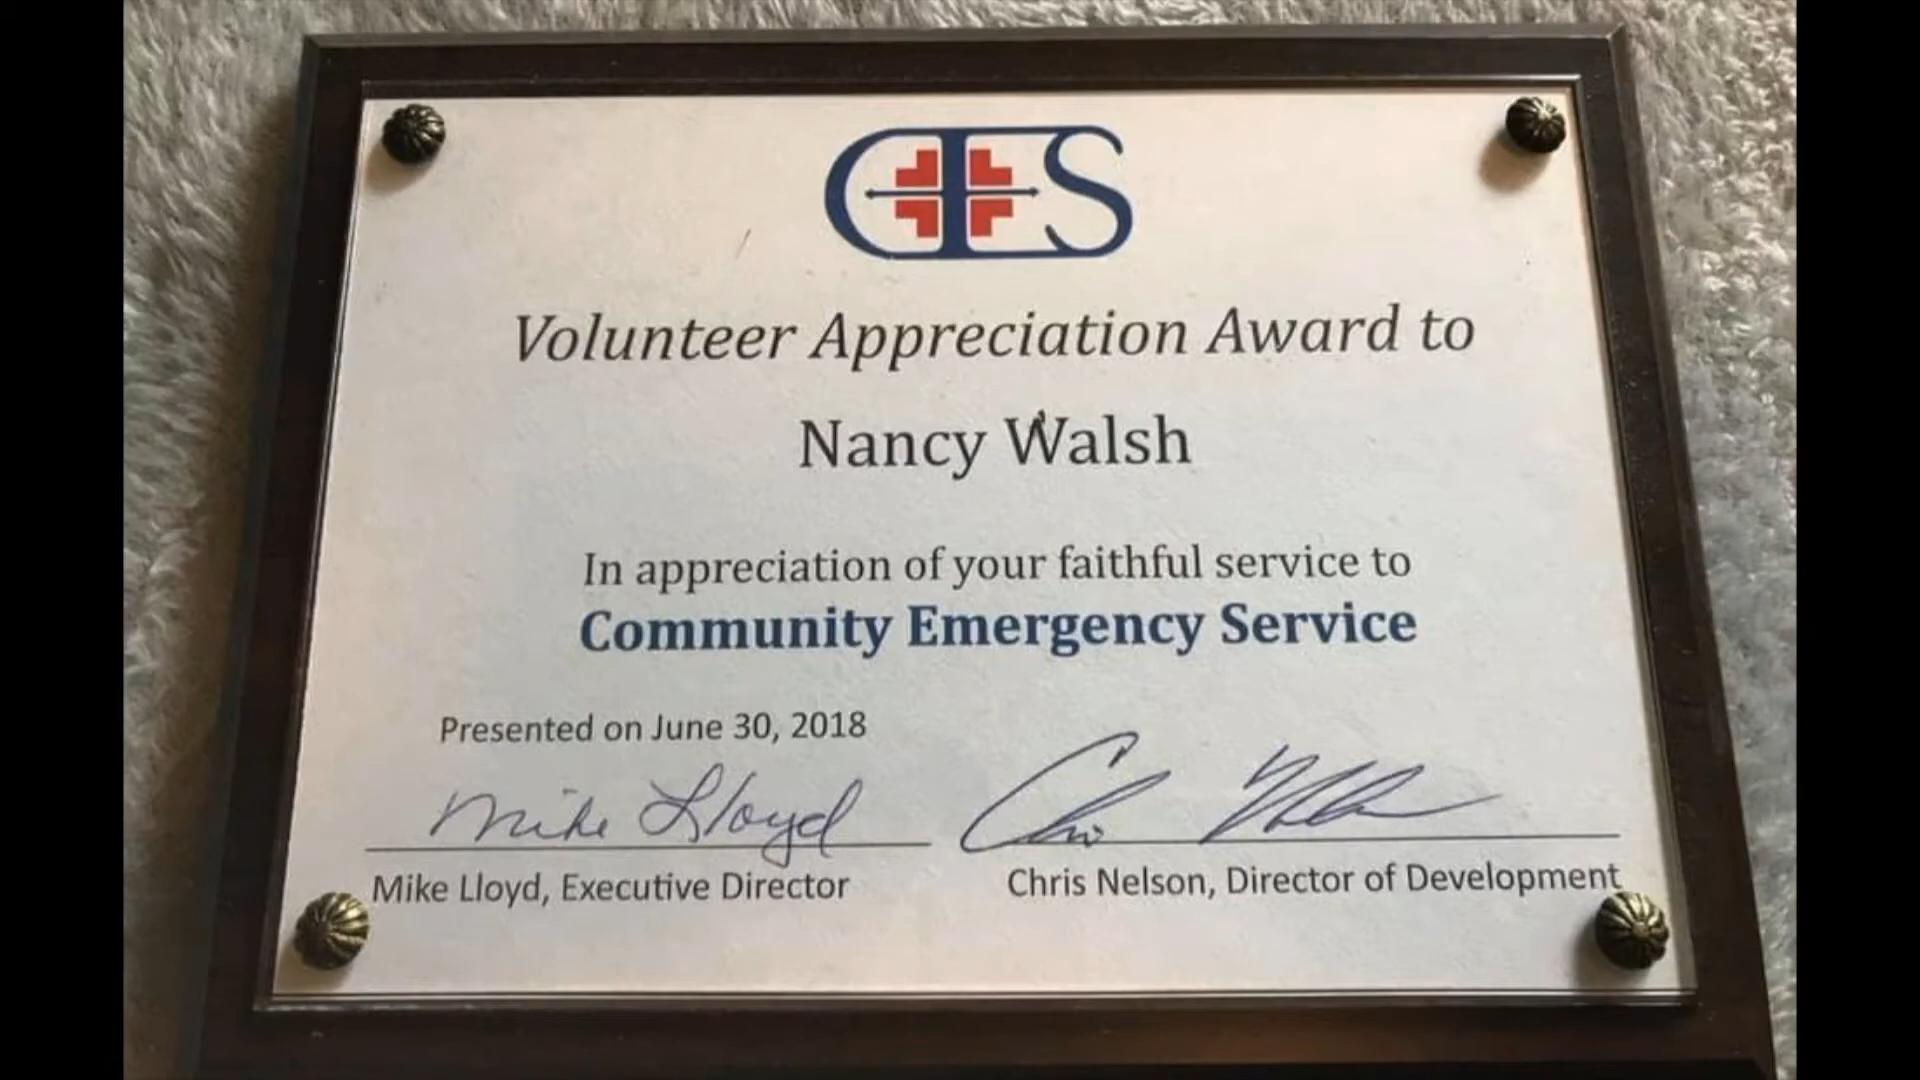 CES
Volunteer Appreciation Award to
Nancy Walsh
In appreciation of your faithful service to
Community Emergency Service
Presented on June 30, 2018
Mike Lloyd
Mike Lloyd, Executive Director
Chris Nelson, Director of Development